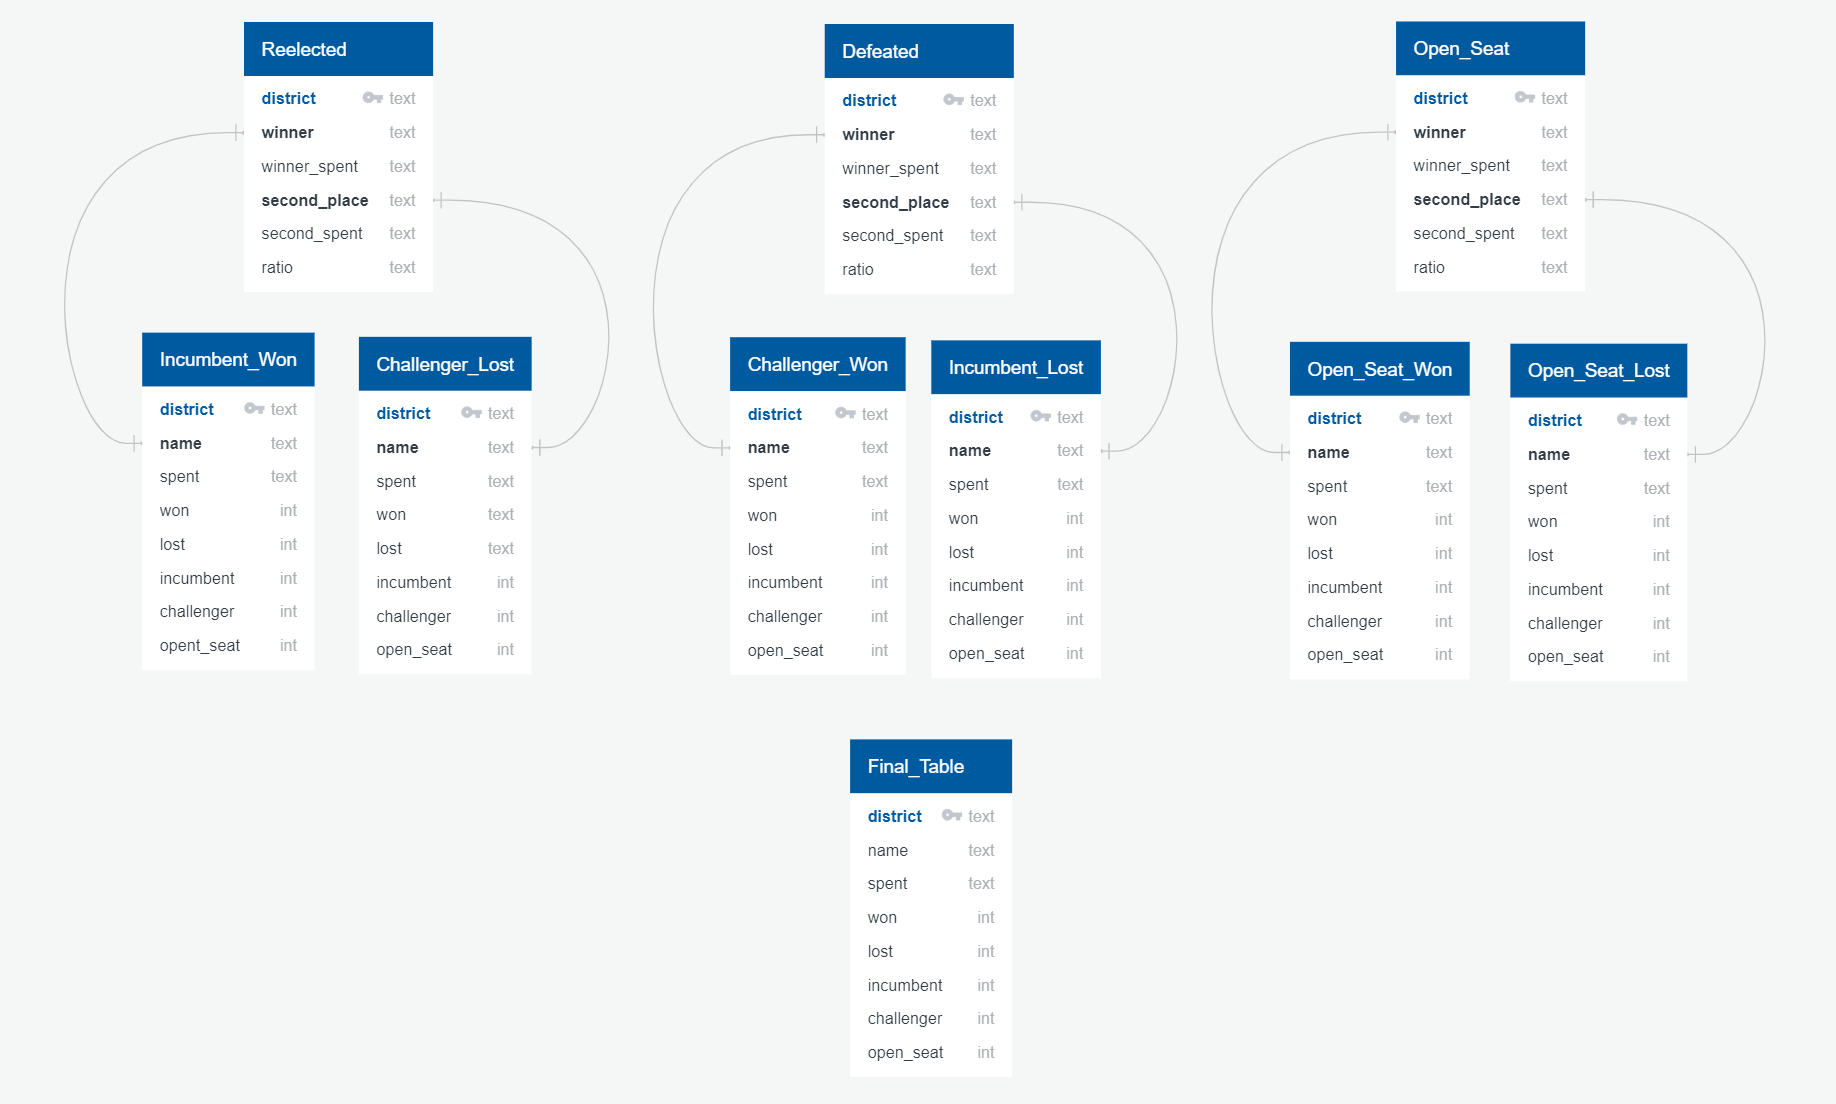 Reelected
district text
winner text
winner_spent text
second_place text
second_spent text
ratio text
Defeated
district text
winner text
winner_spent text
second_place text
second_spent text
ratio text
Open_Seat
district text
winner text
winner_spent text
second_place text
second_spent text
ratio text
Incumbent_Won
district text
name text
spent text
won int
lost int
incumbent int
challenger int
opent_seat int
Challenger_Lost
district text
name text
spent text
won text
lost text
incumbent int
challenger int
open_seat int
Challenger_Won
district text
name text
spent text
won int
lost int
incumbent int
challenger int
open_seat int
Incumbent_Lost
district text
name text
spent text
won int
lost int
incumbent int
challenger int
open_seat int
Open_Seat_Won
district text
name text
spent text
won int
lost int
incumbent int
challenger int
open_seat int
Open_Seat_Lost
district text
name text
spent text
won int
lost int
incumbent int
challenger int
open_seat int
Final_Table
district text
name text
spent text
won int
lost int
incumbent int
challenger int
open_seat int